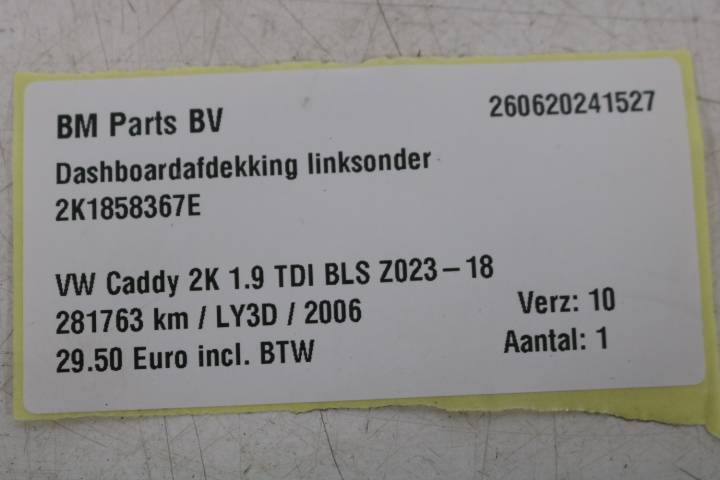 BM Parts BV
260620241527
Dashboardafdekking linksonder
2K1858367E
VW Caddy 2K 1.9 TDI BLS Z023-18
281763 km / LY3D / 2006
Verz: 10
29.50 Euro incl. BTW
Aantal: 1